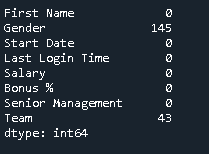 First Name 0
Gender 145
Start Date 0
Last Login Time 0
Salary 0
Bonus % 0
Senior Management 0
Team 43
dtype: int64